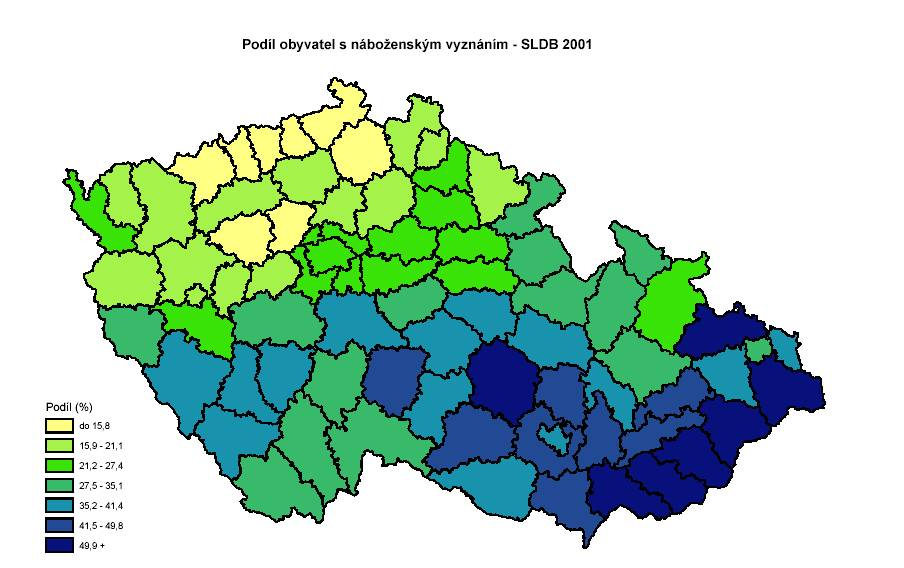 Podíl obyvatel s náboženským vyznáním - SLDB 2001
Podíl (%)
do 15,8
15,9 - 21,1
21,2 - 27,4
27,5 - 35,1
35,2 - 41,4
41,5 - 49,8
49,9 +